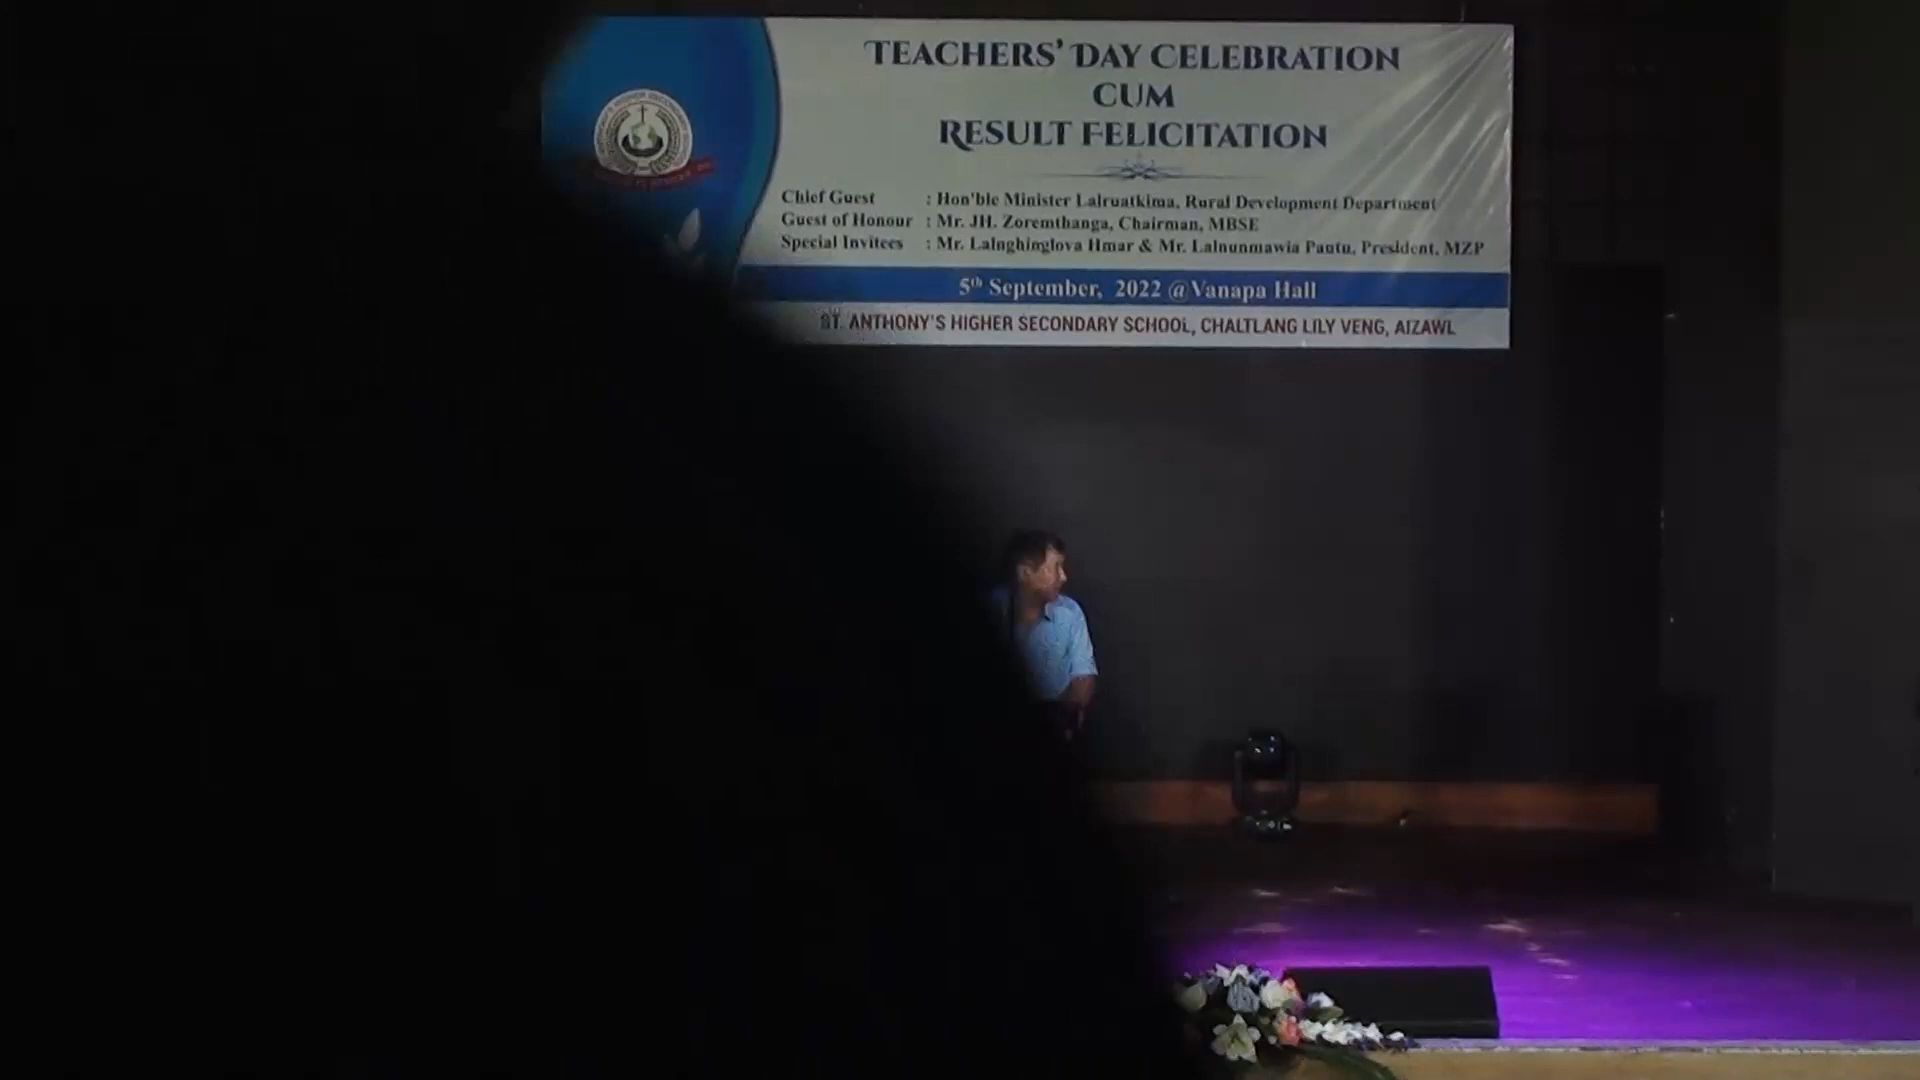 TEACHERS' DAY CELEBRATION
CUM
RESULT FELICITATION
Chief Guest : Hon'ble Minister Lalruatkima, Rural Development Department
Guest of Honour : Mr. JH. Zoremthanga, Chairman, MBSE
Special Invitees : Mr. Lalnghinglova Hmar & Mr. Lalnunmawia Pautu, President, MZP
5th September, 2022 @Vanapa Hall
ST. ANTHONY'S HIGHER SECONDARY SCHOOL, CHALTLANG LILY VENG, AIZAWL